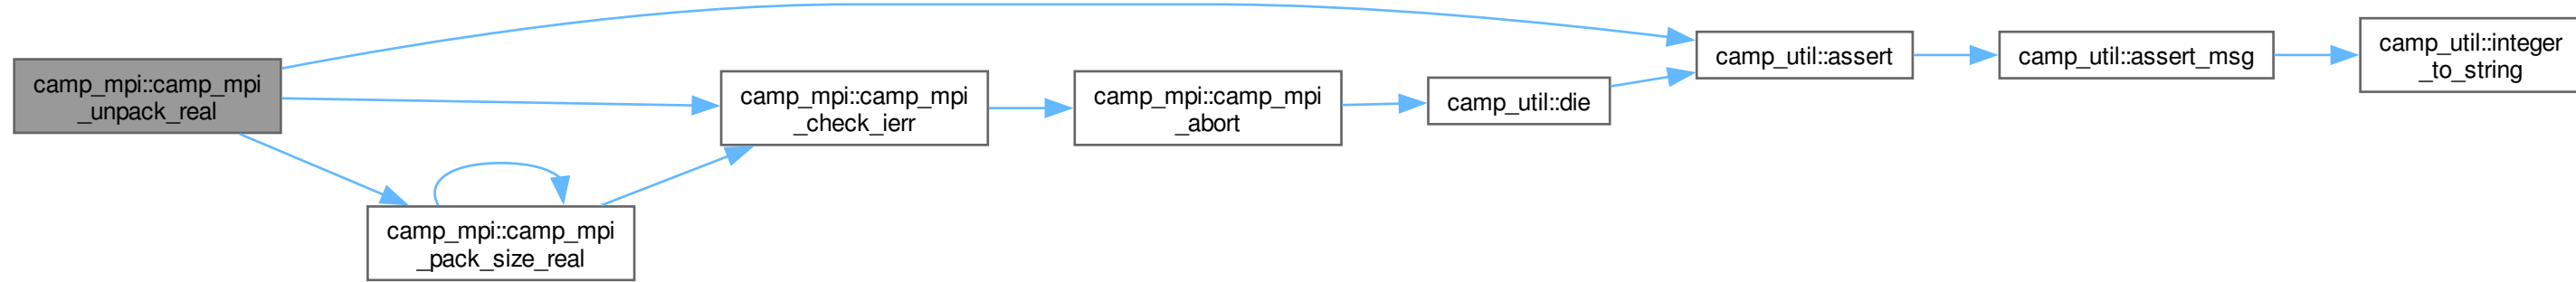 camp_mpi::camp_mpi
_unpack_real
camp_mpi::camp_mpi
_pack_size_real
camp_mpi::camp_mpi
_check_ierr
camp_mpi::camp_mpi
_abort
camp_util::die
camp_util::assert
camp_util::assert_msg
camp_util::integer
_to_string